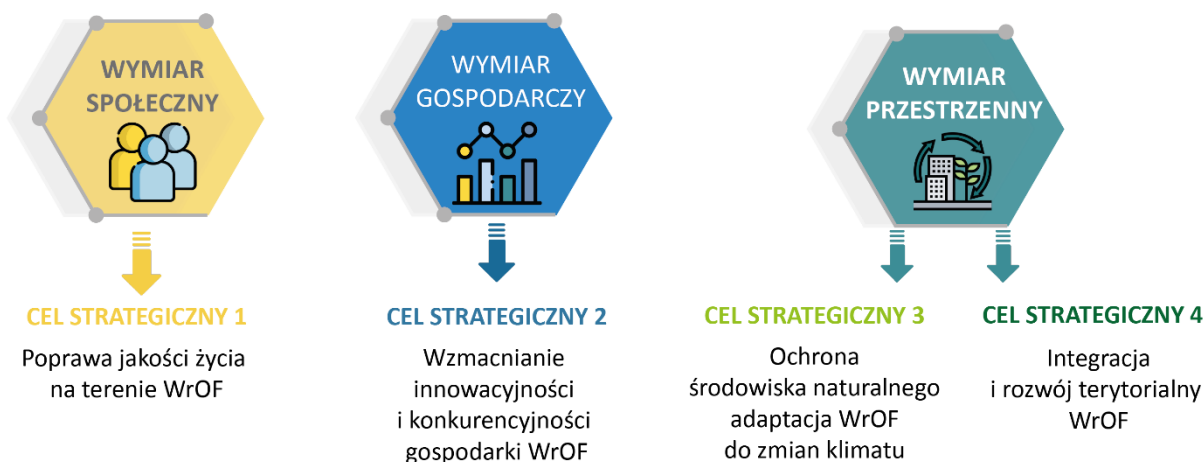 WYMIAR
SPOŁECZNY
CEL STRATEGICZNY 1
Poprawa jakości życia
na terenie WrOF
WYMIAR
GOSPODARCZY
CEL STRATEGICZNY 2
Wzmacnianie
innowacyjności
i konkurencyjności
gospodarki WrOF
WYMIAR
PRZESTRZENNY
CEL STRATEGICZNY 3
Ochrona
środowiska naturalnego
adaptacja WrOF
do zmian klimatu
CEL STRATEGICZNY 4
Integracja
i rozwój terytorialny
WrOF